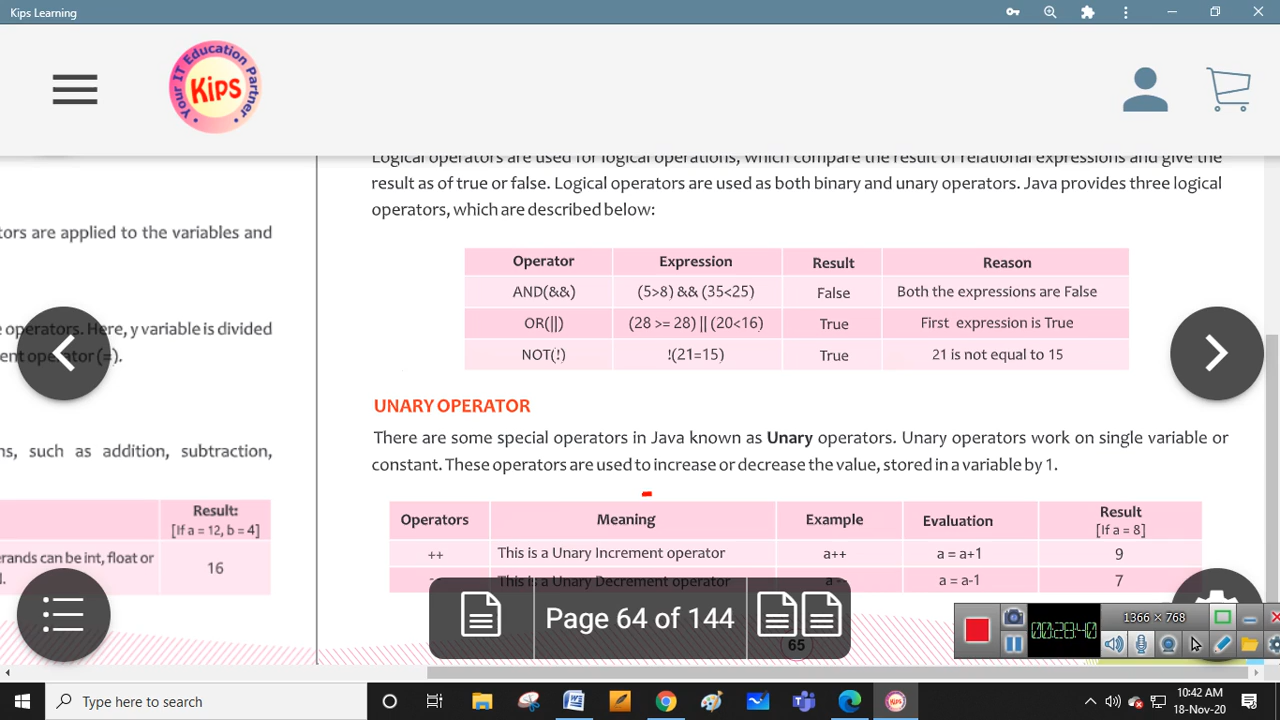 Kips Learning
Your IT Education Partner
Kips
Logical operators are used for logical operations, which compare the result of relational expressions and give the
result as of true or false. Logical operators are used as both binary and unary operators. Java provides three logical
operators, which are described below:
tors are applied to the variables and
e operators. Here, y variable is divided
ent operator (=).
ns, such as addition, subtraction,
Result:
[If a = 12, b = 4]
erands can be int, float or
16
Operator Expression Result Reason
AND(&&) (5>8) && (35<25) False Both the expressions are False
OR(||) (28 >= 28) || (20<16) True First expression is True
NOT(!) !(21=15) True 21 is not equal to 15
UNARY OPERATOR
There are some special operators in Java known as Unary operators. Unary operators work on single variable or
constant. These operators are used to increase or decrease the value, stored in a variable by 1.
Operators Meaning Example Evaluation Result
[If a = 8]
++ This is a Unary Increment operator a++ a = a+1 9
This is a Unary Decrement operator a -- a = a-1 7
Page 64 of 144
65
1366 × 768
00:28:40
Type here to search
10:42 AM
18-Nov-20